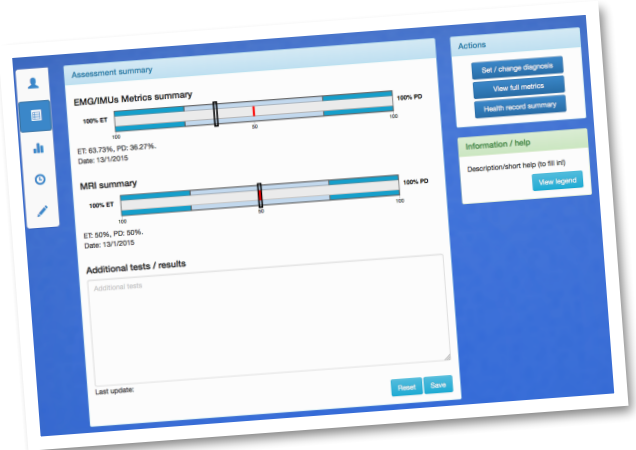 Assessment summary
EMG/IMUs Metrics summary
100% ET
100% PD
100
50
100
ET: 63.73%, PD: 36.27%.
Date: 13/1/2015
MRI summary
100% ET
100% PD
100
50
100
ET: 50%, PD: 50%.
Date: 13/1/2015
Additional tests / results
Additional tests
Last update:
Reset
Save
Actions
Set / change diagnosis
View full metrics
Health record summary
Information / help
Description/short help (to fill in!)
View legend